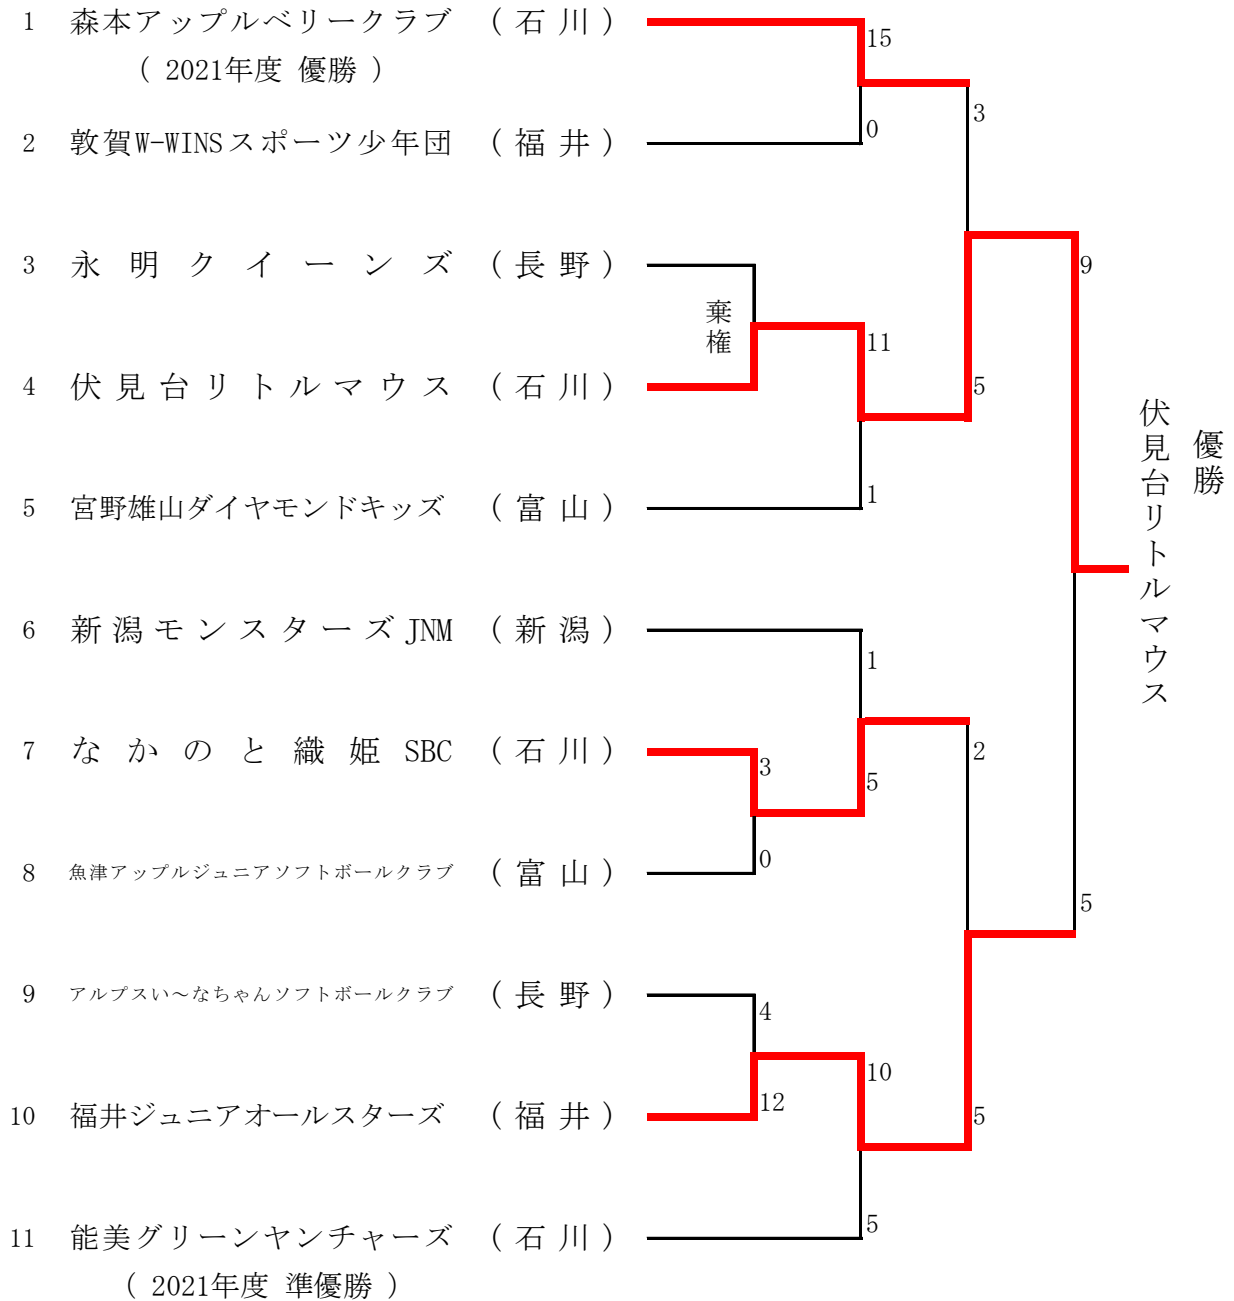 1 森本アップルベリークラブ （石川）
15
（ 2021年度 優勝 ）
3
0
2 敦賀W-WINSスポーツ少年団 （福井）
3 永明クイーンズ （長野）
9
棄権
11
4 伏見台リトルマウス （石川）
5
優勝
伏見台リトルマウス
1
5 宮野雄山ダイヤモンドキッズ （富山）
6 新潟モンスターズJNM （新潟）
1
7 なかのと織姫SBC （石川）
3
5
2
0
8 魚津アップルジュニアソフトボールクラブ （富山）
5
9 アルプスい～なちゃんソフトボールクラブ （長野）
4
10
12
5
10 福井ジュニアオールスターズ （福井）
5
11 能美グリーンヤンチャーズ （石川）
（ 2021年度 準優勝 ）